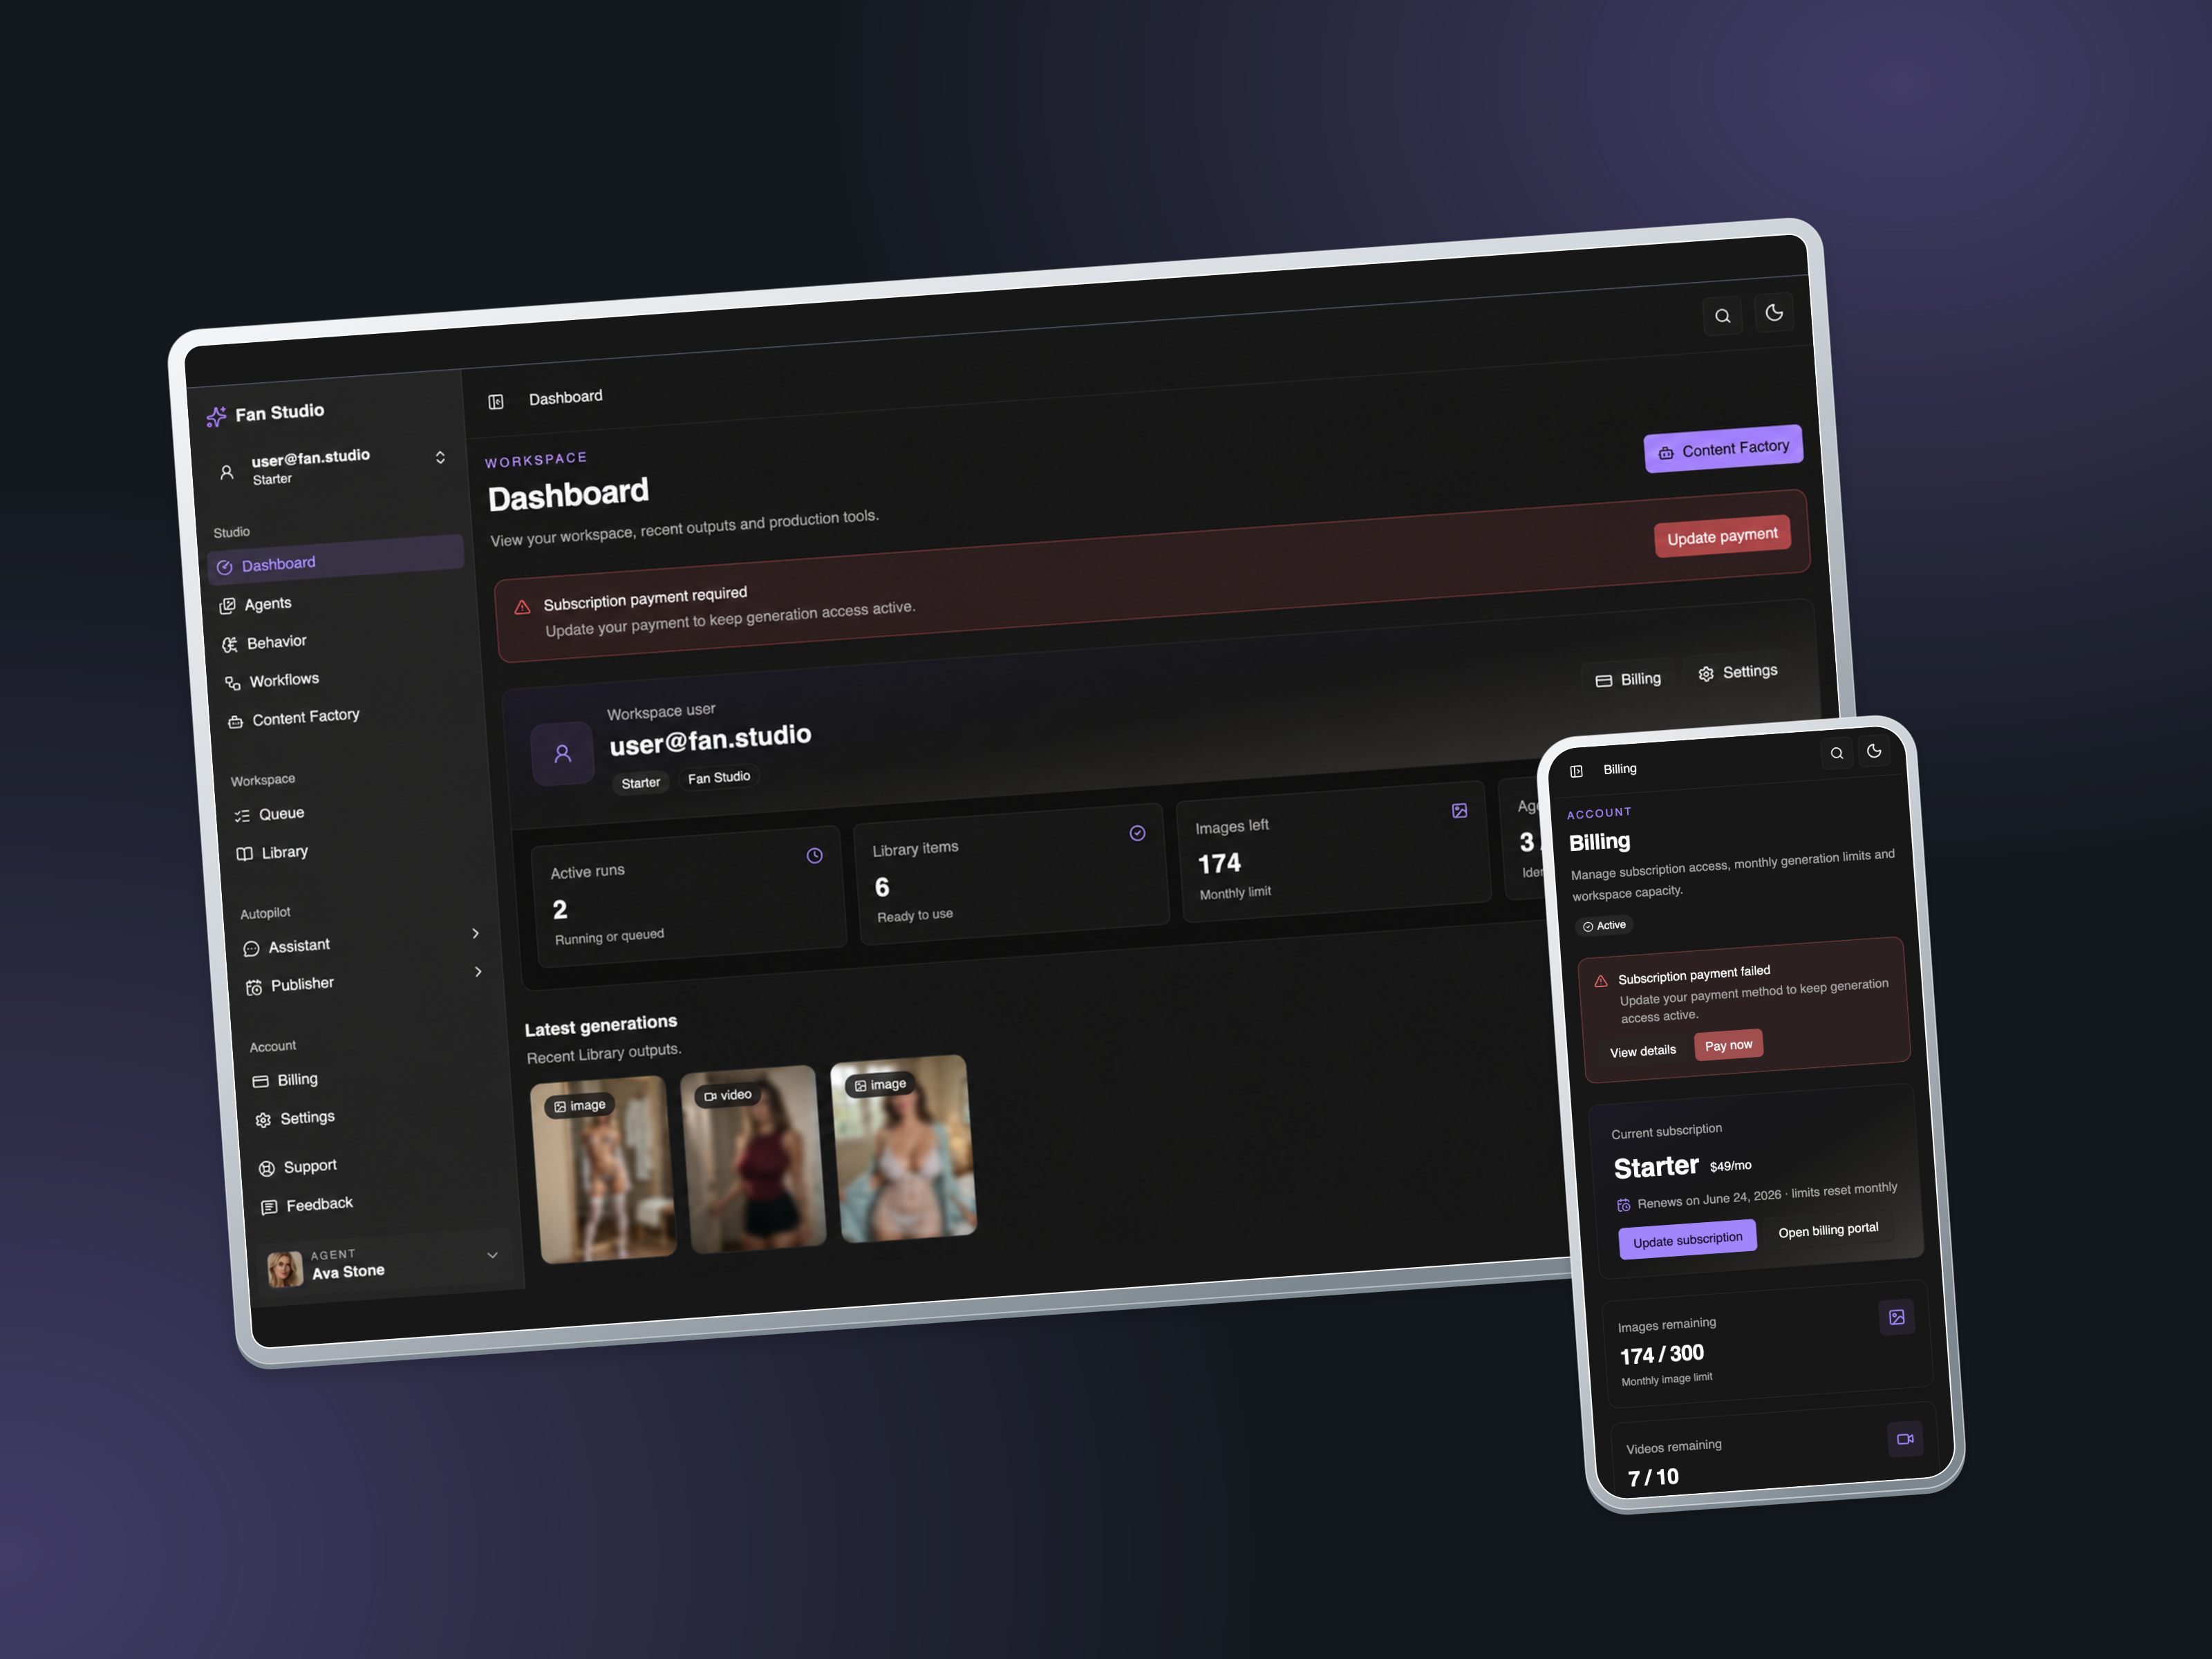 Fan Studio
user@fan.studio
Starter
Studio
Dashboard
Agents
Behavior
Workflows
Content Factory
Workspace
Queue
Library
Autopilot
Assistant
Publisher
Account
Billing
Settings
Support
Feedback
AGENT
Ava Stone
Dashboard
WORKSPACE
Dashboard
View your workspace, recent outputs and production tools.
Content Factory
Subscription payment required
Update your payment to keep generation access active.
Update payment
Workspace user
user@fan.studio
Starter
Fan Studio
Billing
Settings
Active runs
2
Running or queued
Library items
6
Ready to use
Images left
174
Monthly limit
3
Latest generations
Recent Library outputs.
image
video
image
Billing
ACCOUNT
Billing
Manage subscription access, monthly generation limits and
workspace capacity.
Active
Subscription payment failed
Update your payment method to keep generation
access active.
View details
Pay now
Current subscription
Starter $49/mo
Renews on June 24, 2026 · limits reset monthly
Update subscription
Open billing portal
Images remaining
174 / 300
Monthly image limit
Videos remaining
7 / 10